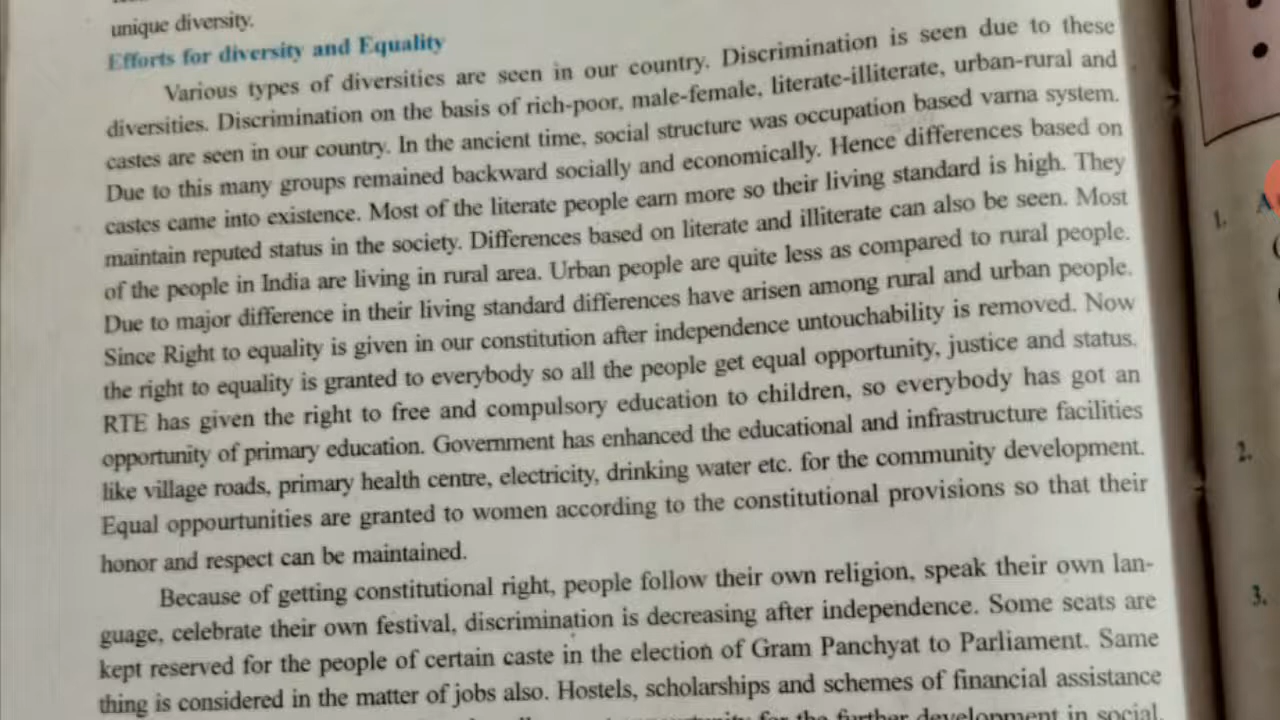 unique diversity.
Efforts for diversity and Equality
Various types of diversities are seen in our country. Discrimination is seen due to these
diversities. Discrimination on the basis of rich-poor, male-female, literate-illiterate, urban-rural and
castes are seen in our country. In the ancient time, social structure was occupation based varna system.
Due to this many groups remained backward socially and economically. Hence differences based on
castes came into existence. Most of the literate people earn more so their living standard is high. They
maintain reputed status in the society. Differences based on literate and illiterate can also be seen. Most
of the people in India are living in rural area. Urban people are quite less as compared to rural people.
Due to major difference in their living standard differences have arisen among rural and urban people.
Since Right to equality is given in our constitution after independence untouchability is removed. Now
the right to equality is granted to everybody so all the people get equal opportunity, justice and status.
RTE has given the right to free and compulsory education to children, so everybody has got an
opportunity of primary education. Government has enhanced the educational and infrastructure facilities
like village roads, primary health centre, electricity, drinking water etc. for the community development.
Equal oppourtunities are granted to women according to the constitutional provisions so that their
honor and respect can be maintained.
Because of getting constitutional right, people follow their own religion, speak their own lan-
guage, celebrate their own festival, discrimination is decreasing after independence. Some seats are
kept reserved for the people of certain caste in the election of Gram Panchyat to Parliament. Same
thing is considered in the matter of jobs also. Hostels, scholarships and schemes of financial assistance
for the further development in social
1.
A
2.
3.